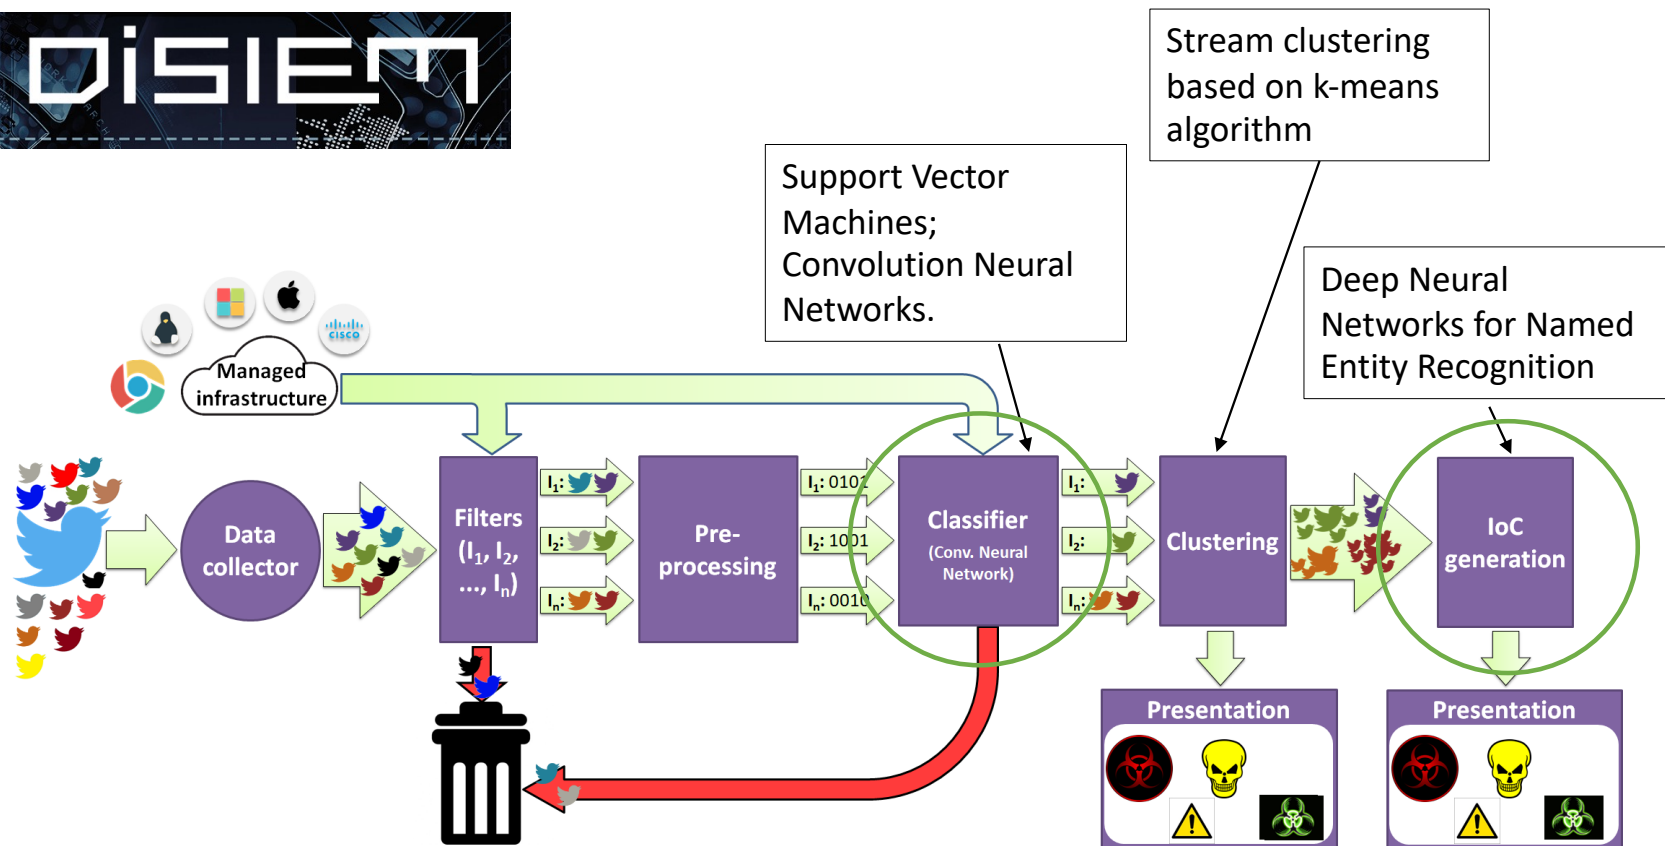 DiSIEM
Stream clustering
based on k-means
algorithm
Support Vector
Machines;
Convolution Neural
Networks.
Deep Neural
Networks for Named
Entity Recognition
CISCO
Managed
infrastructure
Data
collector
Filters
(I₁, I₂,
..., Iₙ)
I₁:
I₂:
Iₙ:
Pre-
processing
I₁: 0101
I₂: 1001
Iₙ: 0010
Classifier
(Conv. Neural
Network)
I₁:
I₂:
Iₙ:
Clustering
IoC
generation
Presentation
Presentation